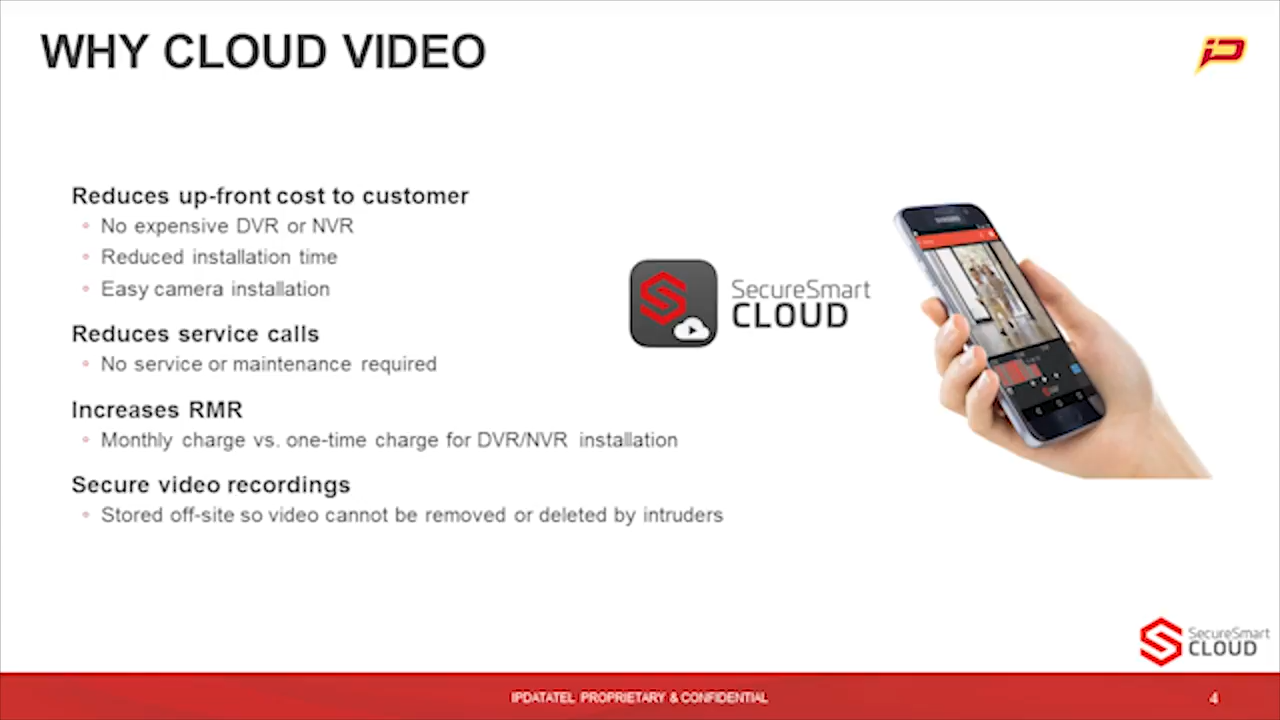 WHY CLOUD VIDEO
Reduces up-front cost to customer
No expensive DVR or NVR
Reduced installation time
Easy camera installation
Reduces service calls
No service or maintenance required
Increases RMR
Monthly charge vs. one-time charge for DVR/NVR installation
Secure video recordings
Stored off-site so video cannot be removed or deleted by intruders
SecureSmart
CLOUD
SAMSUNG
SecureSmart
CLOUD
IPDATATEL PROPRIETARY & CONFIDENTIAL
4